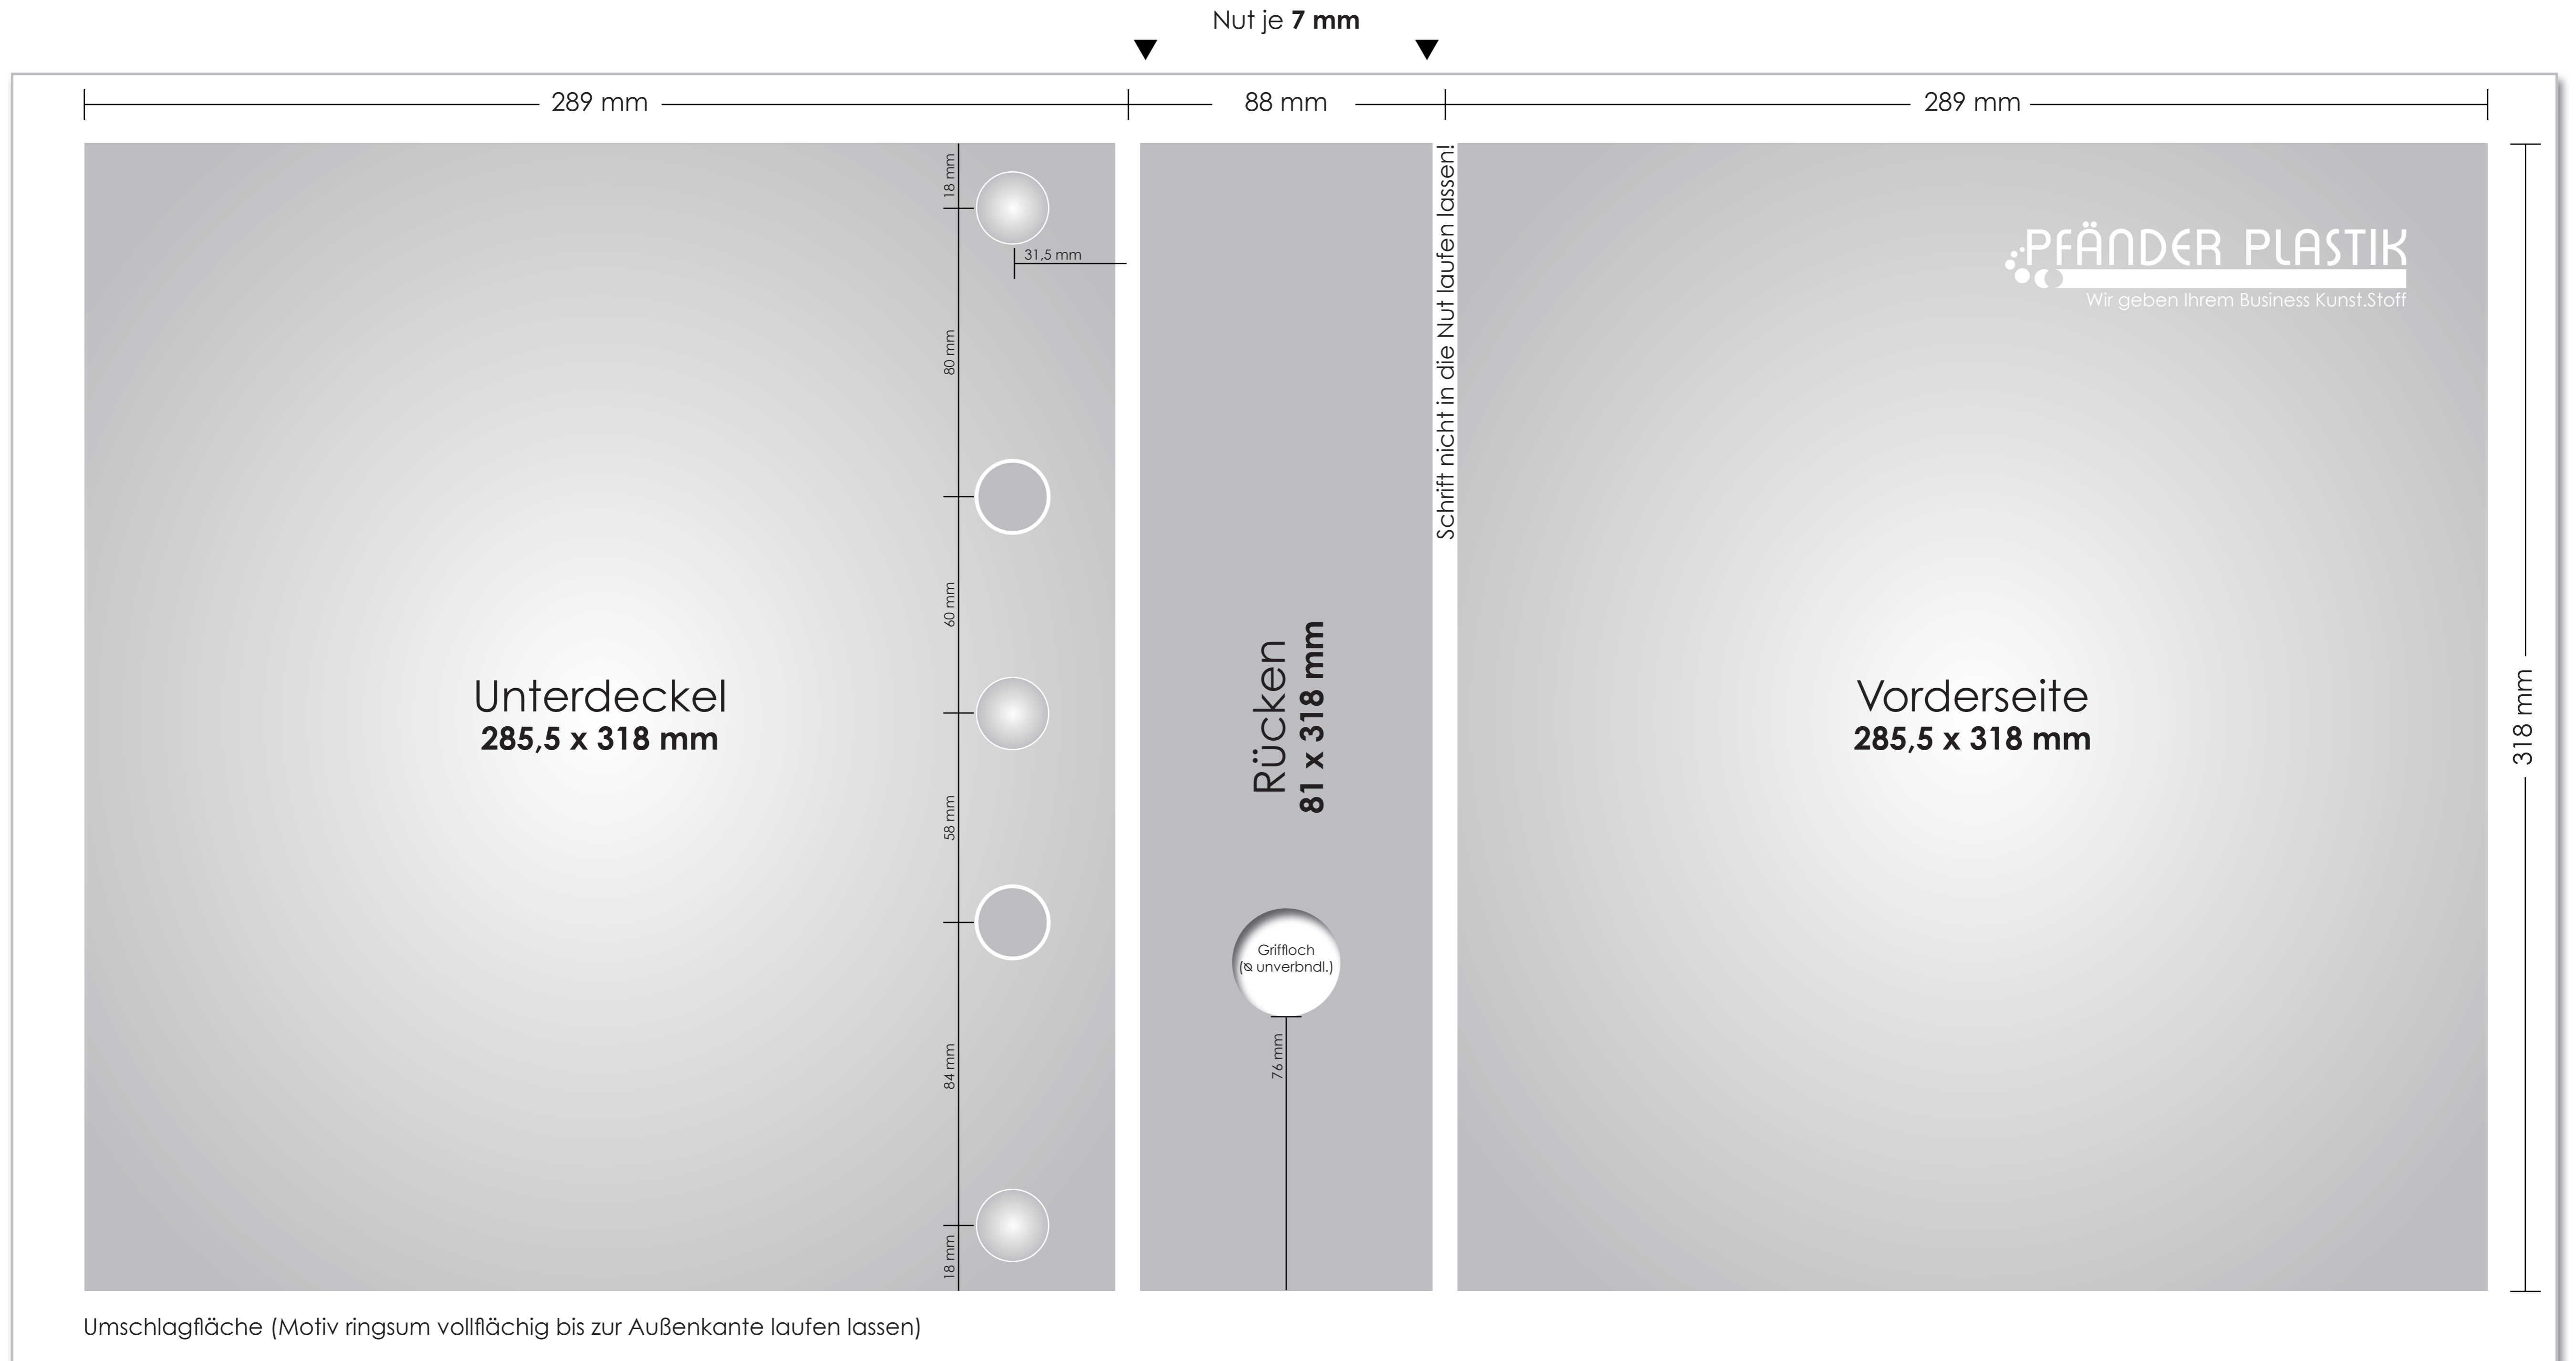 Nut je 7 mm
289 mm
88 mm
289 mm
18 mm
31,5 mm
80 mm
60 mm
58 mm
84 mm
18 mm
Unterdeckel
285,5 x 318 mm
Rücken
81 x 318 mm
Griffloch
(⌀ unverbndl.)
76 mm
Schrift nicht in die Nut laufen lassen!
PFÄNDER PLASTIK
Wir geben Ihrem Business Kunst.Stoff
Vorderseite
285,5 x 318 mm
318 mm
Umschlagfläche (Motiv ringsum vollflächig bis zur Außenkante laufen lassen)